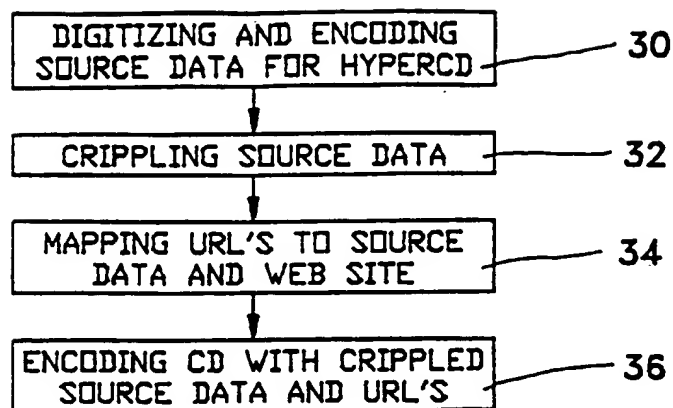 DIGITIZING AND ENCODING
SOURCE DATA FOR HYPERCD
30
CRIPPLING SOURCE DATA
32
MAPPING URL'S TO SOURCE
DATA AND WEB SITE
34
ENCODING CD WITH CRIPPLED
SOURCE DATA AND URL'S
36